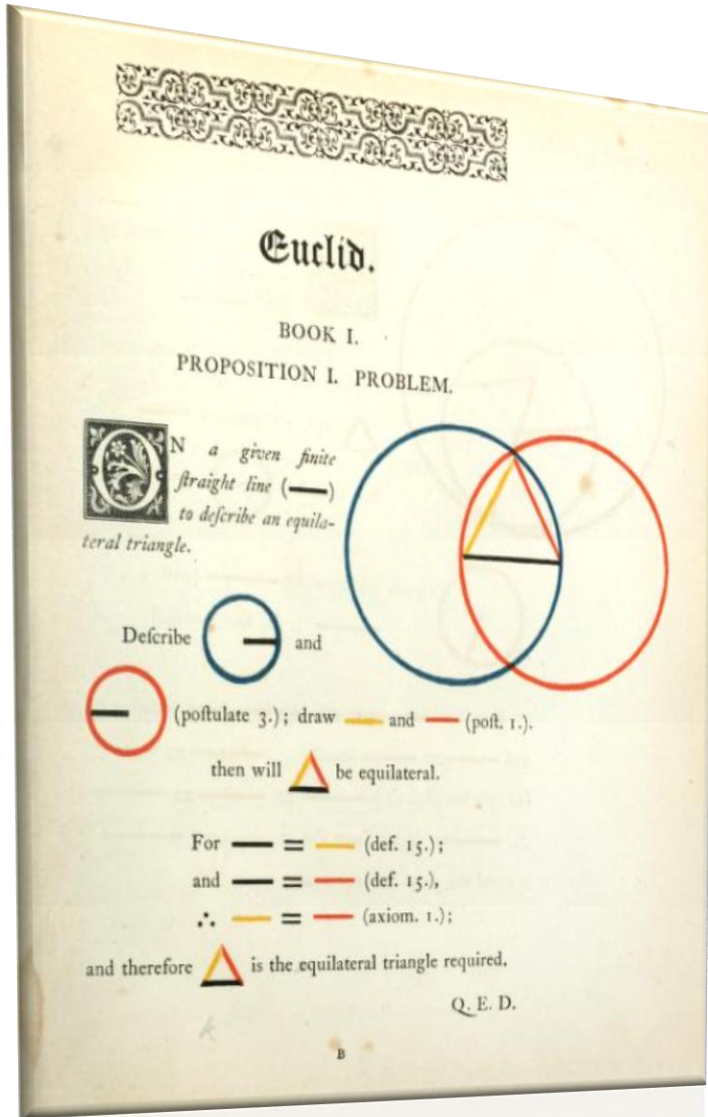 Euclid.
BOOK I.
PROPOSITION I. PROBLEM.
ON a given finite
ſtraight line ( )
to deſcribe an equila-
teral triangle.
Deſcribe and
(poſtulate 3.); draw and (poſt. 1.).
then will be equilateral.
For = (def. 15.);
and = (def. 15.),
∴ = (axiom. 1.);
and therefore is the equilateral triangle required.
Q. E. D.
B